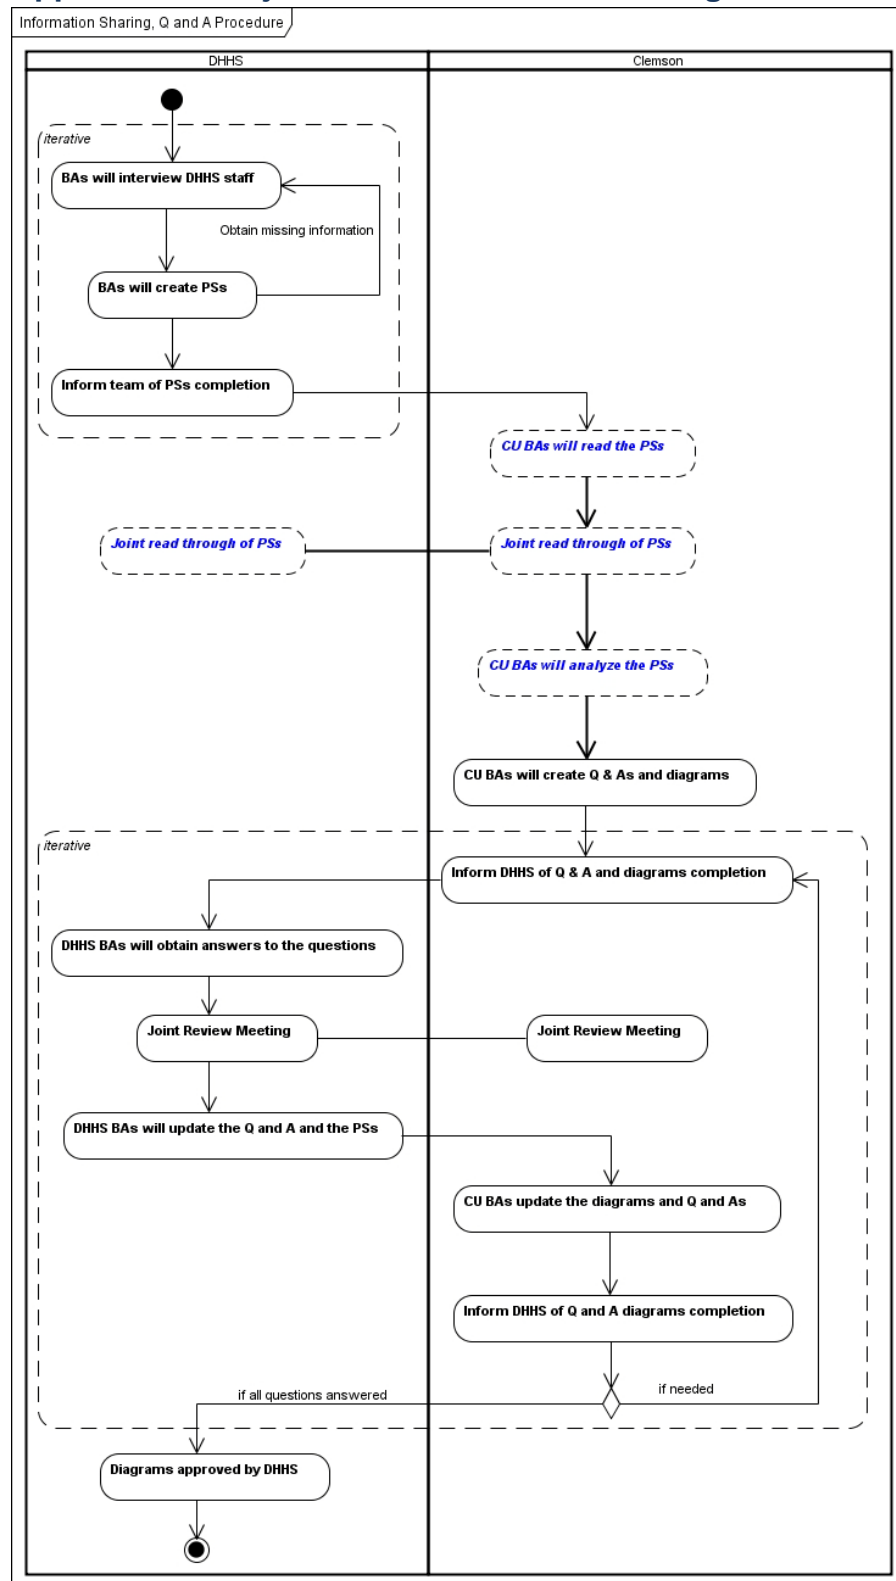 Information Sharing, Q and A Procedure
DHHS
Clemson
iterative
BAs will interview DHHS staff
Obtain missing information
BAs will create PSs
Inform team of PSs completion
CU BAs will read the PSs
Joint read through of PSs
Joint read through of PSs
CU BAs will analyze the PSs
CU BAs will create Q & As and diagrams
iterative
Inform DHHS of Q & A and diagrams completion
DHHS BAs will obtain answers to the questions
Joint Review Meeting
Joint Review Meeting
DHHS BAs will update the Q and A and the PSs
CU BAs update the diagrams and Q and As
Inform DHHS of Q and A diagrams completion
if all questions answered
if needed
Diagrams approved by DHHS